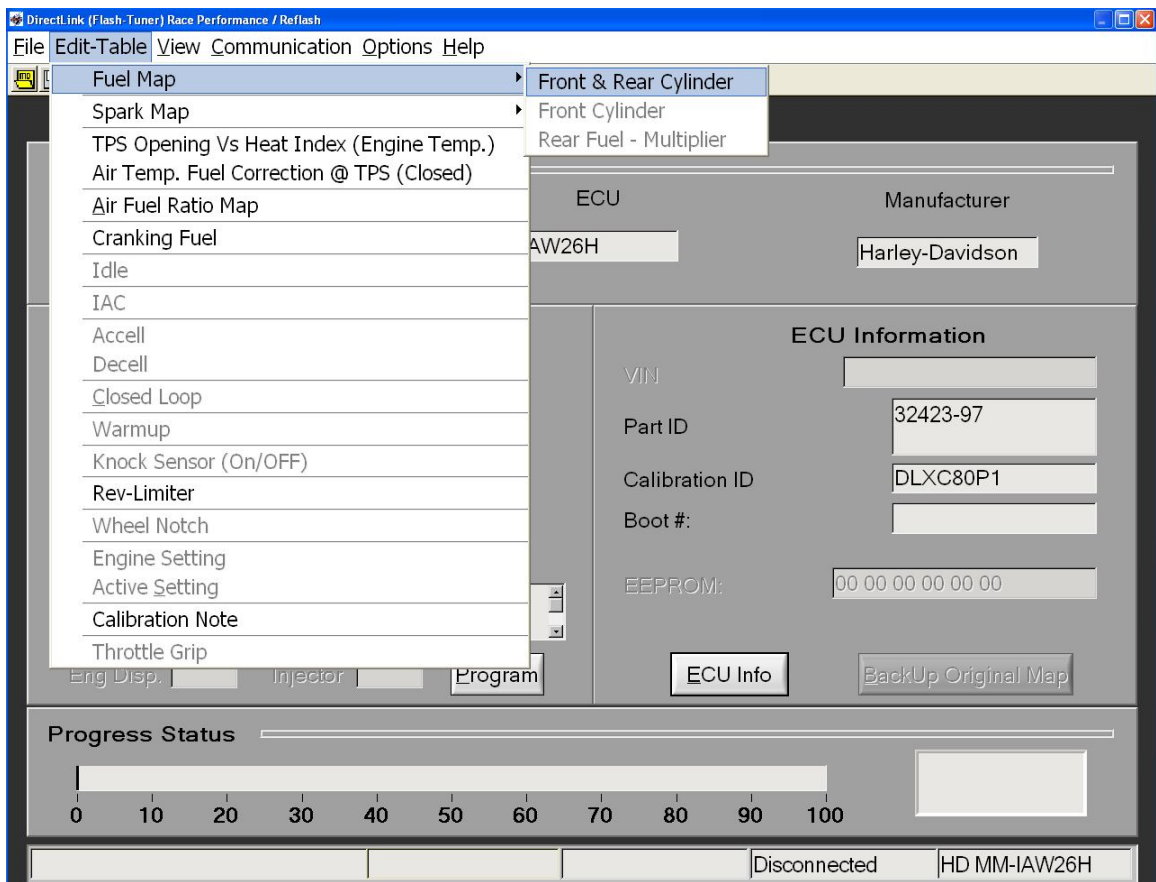 DirectLink (Flash-Tuner) Race Performance / Reflash
File Edit-Table View Communication Options Help
Fuel Map
Front & Rear Cylinder
Spark Map
Front Cylinder
Rear Fuel - Multiplier
TPS Opening Vs Heat Index (Engine Temp.)
Air Temp. Fuel Correction @ TPS (Closed)
Air Fuel Ratio Map
Cranking Fuel
Idle
IAC
Accell
Decell
Closed Loop
Warmup
Knock Sensor (On/OFF)
Rev-Limiter
Wheel Notch
Engine Setting
Active Setting
Calibration Note
Throttle Grip
ECU
Manufacturer
AW26H
Harley-Davidson
ECU Information
VIN
Part ID
32423-97
Calibration ID
DLXC80P1
Boot #:
EEPROM:
00 00 00 00 00 00
Eng Disp.
Injector
Program
ECU Info
BackUp Original Map
Progress Status
0 10 20 30 40 50 60 70 80 90 100
Disconnected
HD MM-IAW26H